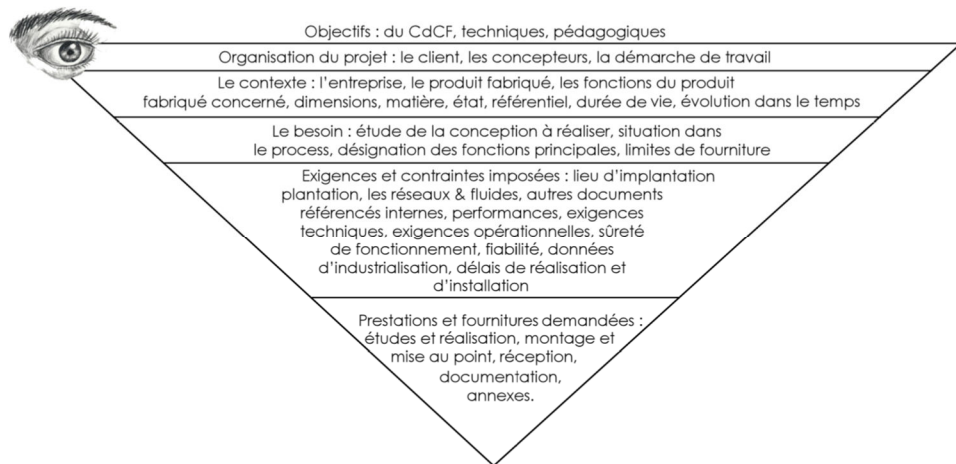 Objectifs : du CdCF, techniques, pédagogiques
Organisation du projet : le client, les concepteurs, la démarche de travail
Le contexte : l'entreprise, le produit fabriqué, les fonctions du produit
fabriqué concerné, dimensions, matière, état, référentiel, durée de vie, évolution dans le temps
Le besoin : étude de la conception à réaliser, situation dans
le process, désignation des fonctions principales, limites de fourniture
Exigences et contraintes imposées : lieu d'implantation
plantation, les réseaux & fluides, autres documents
référencés internes, performances, exigences
techniques, exigences opérationnelles, sûreté
de fonctionnement, fiabilité, données
d'industrialisation, délais de réalisation et
d'installation
Prestations et fournitures demandées :
études et réalisation, montage et
mise au point, réception,
documentation,
annexes.